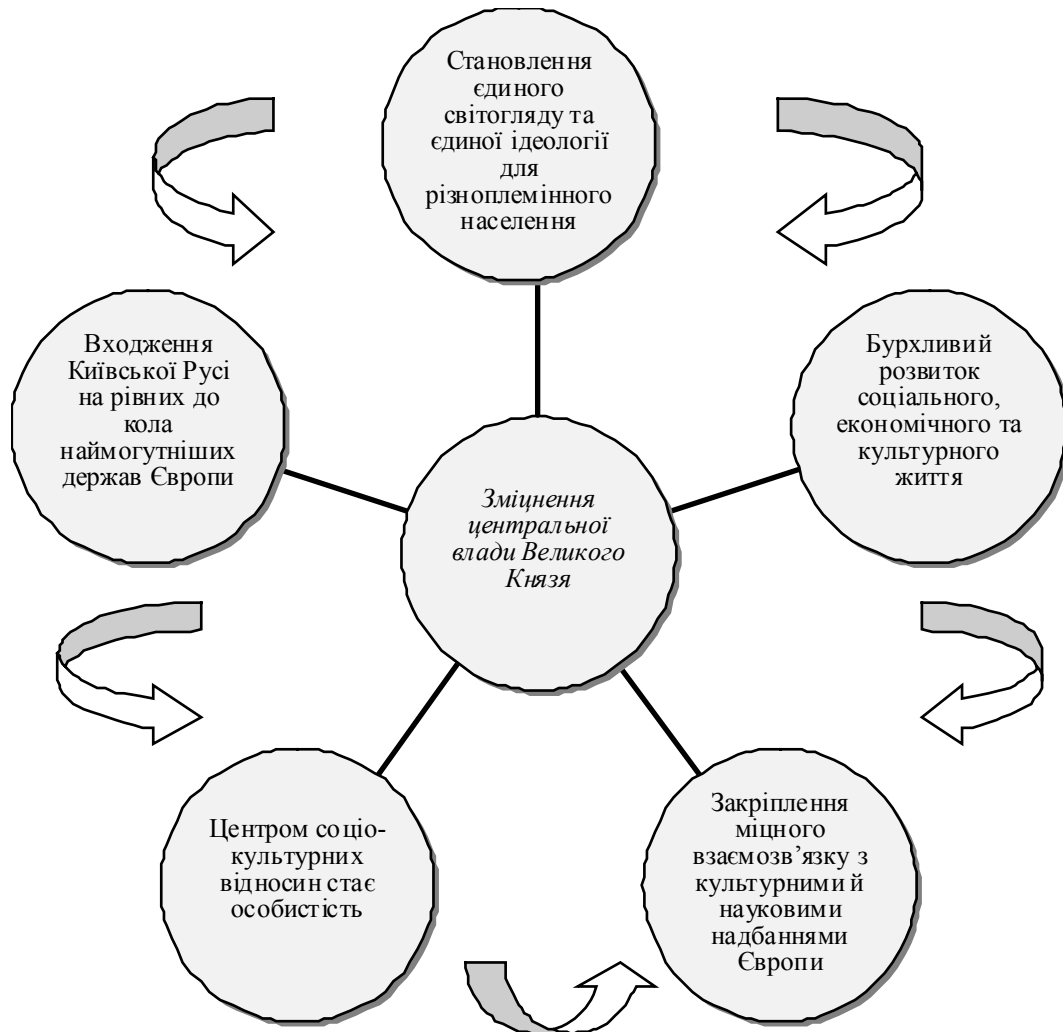 Становлення
єдиного
світогляду та
єдиної ідеології
для
різноплемінного
населення
Входження
Київської Русі
на рівних до
кола
наймогутніших
держав Європи
Бурхливий
розвиток
соціального,
економічного та
культурного
життя
Зміцнення
центральної
влади Великого
Князя
Центром соціо-
культурних
відносин стає
особистість
Закріплення
міцного
взаємозв’язку з
культурними й
науковими
надбаннями
Європи